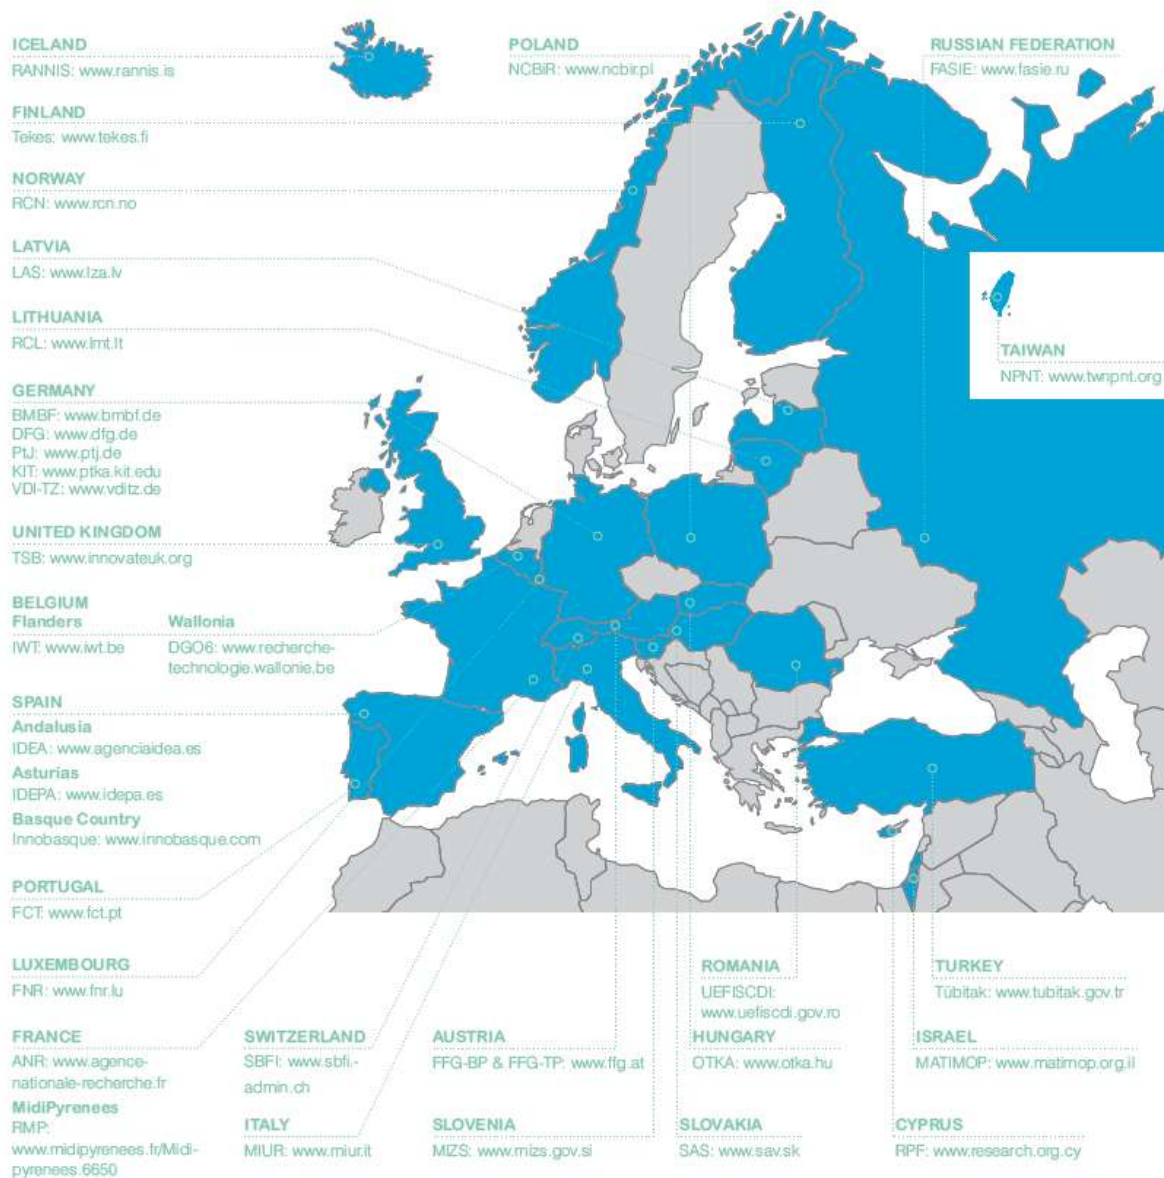 ICELAND
RANNIS: www.rannis.is
FINLAND
Tekes: www.tekes.fi
NORWAY
RCN: www.rcn.no
LATVIA
LAS: www.lza.lv
LITHUANIA
RCL: www.lmt.lt
GERMANY
BMBF: www.bmbf.de
DFG: www.dfg.de
PtJ: www.ptj.de
KIT: www.ptka.kit.edu
VDI-TZ: www.vditz.de
UNITED KINGDOM
TSB: www.innovateuk.org
BELGIUM
Flanders
IWT: www.iwt.be
Wallonia
DGO6: www.recherche-
technologie.wallonie.be
SPAIN
Andalusia
IDEA: www.agenciaidea.es
Asturias
IDEPA: www.idepa.es
Basque Country
Innobasque: www.innobasque.com
PORTUGAL
FCT: www.fct.pt
LUXEMBOURG
FNR: www.fnr.lu
FRANCE
ANR: www.agence-
nationale-recherche.fr
MidiPyrenees
RMP:
www.midipyrenees.fr/Midi-
pyrenees.6650
SWITZERLAND
SBFI: www.sbfi.-
admin.ch
ITALY
MIUR: www.miur.it
AUSTRIA
FFG-BP & FFG-TP: www.ffg.at
SLOVENIA
MIZS: www.mizs.gov.si
POLAND
NCBiR: www.ncbir.pl
RUSSIAN FEDERATION
FASIE: www.fasie.ru
TAIWAN
NPNT: www.twnpnt.org
ROMANIA
UEFISCDI:
www.uefiscdi.gov.ro
HUNGARY
OTKA: www.otka.hu
SLOVAKIA
SAS: www.sav.sk
TURKEY
Tübitak: www.tubitak.gov.tr
ISRAEL
MATIMOP: www.matimop.org.il
CYPRUS
RPF: www.research.org.cy